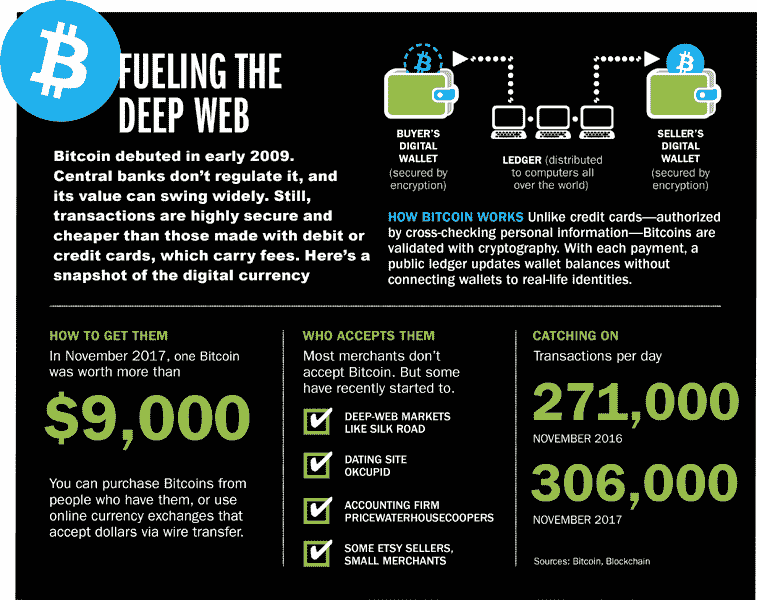 FUELING THE
DEEP WEB
Bitcoin debuted in early 2009.
Central banks don't regulate it, and
its value can swing widely. Still,
transactions are highly secure and
cheaper than those made with debit or
credit cards, which carry fees. Here's a
snapshot of the digital currency
BUYER'S
DIGITAL
WALLET
(secured by
encryption)
LEDGER (distributed
to computers all
over the world)
SELLER'S
DIGITAL
WALLET
(secured by
encryption)
HOW BITCOIN WORKS Unlike credit cards—authorized
by cross-checking personal information—Bitcoins are
validated with cryptography. With each payment, a
public ledger updates wallet balances without
connecting wallets to real-life identities.
HOW TO GET THEM
In November 2017, one Bitcoin
was worth more than
$9,000
You can purchase Bitcoins from
people who have them, or use
online currency exchanges that
accept dollars via wire transfer.
WHO ACCEPTS THEM
Most merchants don't
accept Bitcoin. But some
have recently started to.
DEEP-WEB MARKETS
LIKE SILK ROAD
DATING SITE
OKCUPID
ACCOUNTING FIRM
PRICEWATERHOUSECOOPERS
SOME ETSY SELLERS,
SMALL MERCHANTS
CATCHING ON
Transactions per day
271,000
NOVEMBER 2016
306,000
NOVEMBER 2017
Sources: Bitcoin, Blockchain